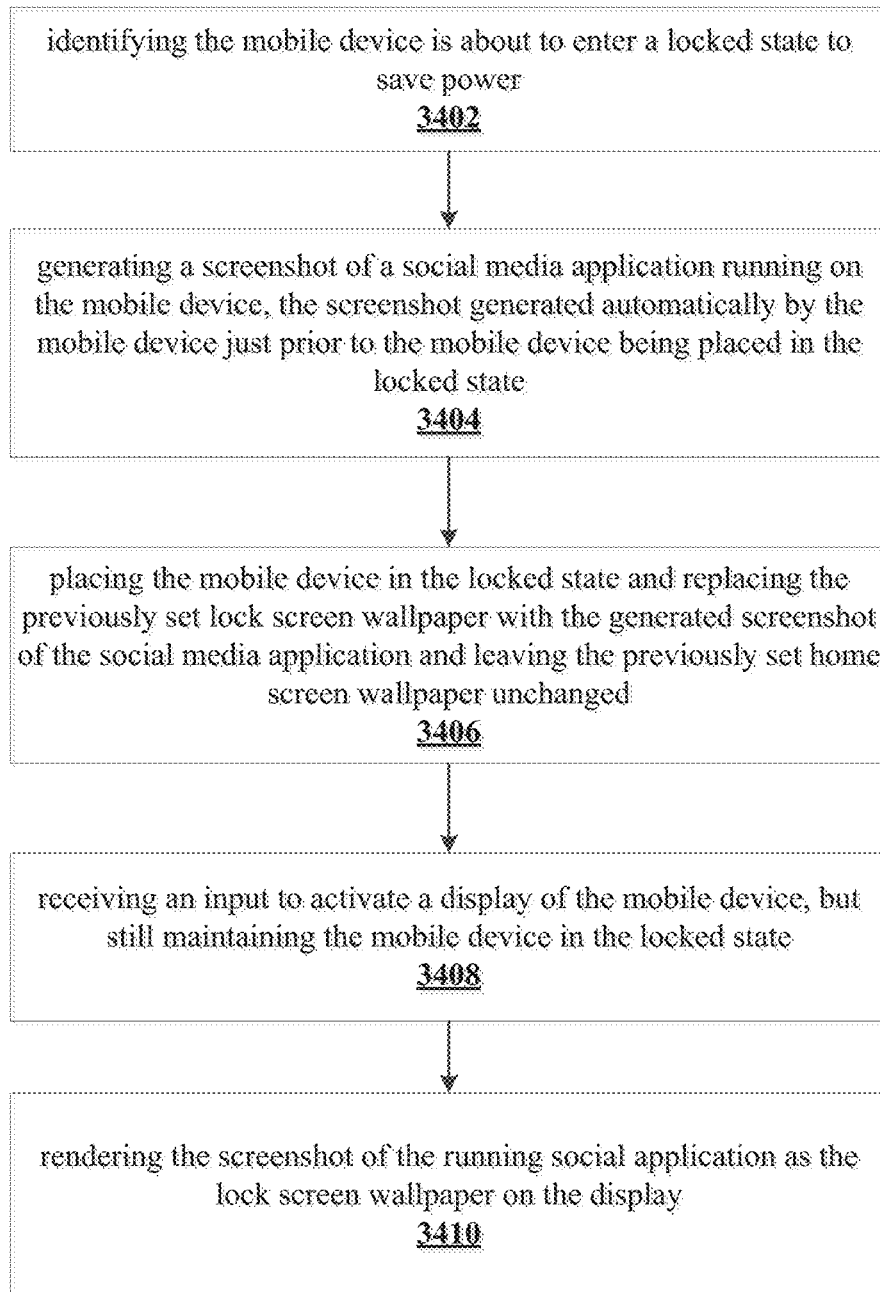 identifying the mobile device is about to enter a locked state to
save power
3402
generating a screenshot of a social media application running on
the mobile device, the screenshot generated automatically by the
mobile device just prior to the mobile device being placed in the
locked state
3404
placing the mobile device in the locked state and replacing the
previously set lock screen wallpaper with the generated screenshot
of the social media application and leaving the previously set home
screen wallpaper unchanged
3406
receiving an input to activate a display of the mobile device, but
still maintaining the mobile device in the locked state
3408
rendering the screenshot of the running social application as the
lock screen wallpaper on the display
3410